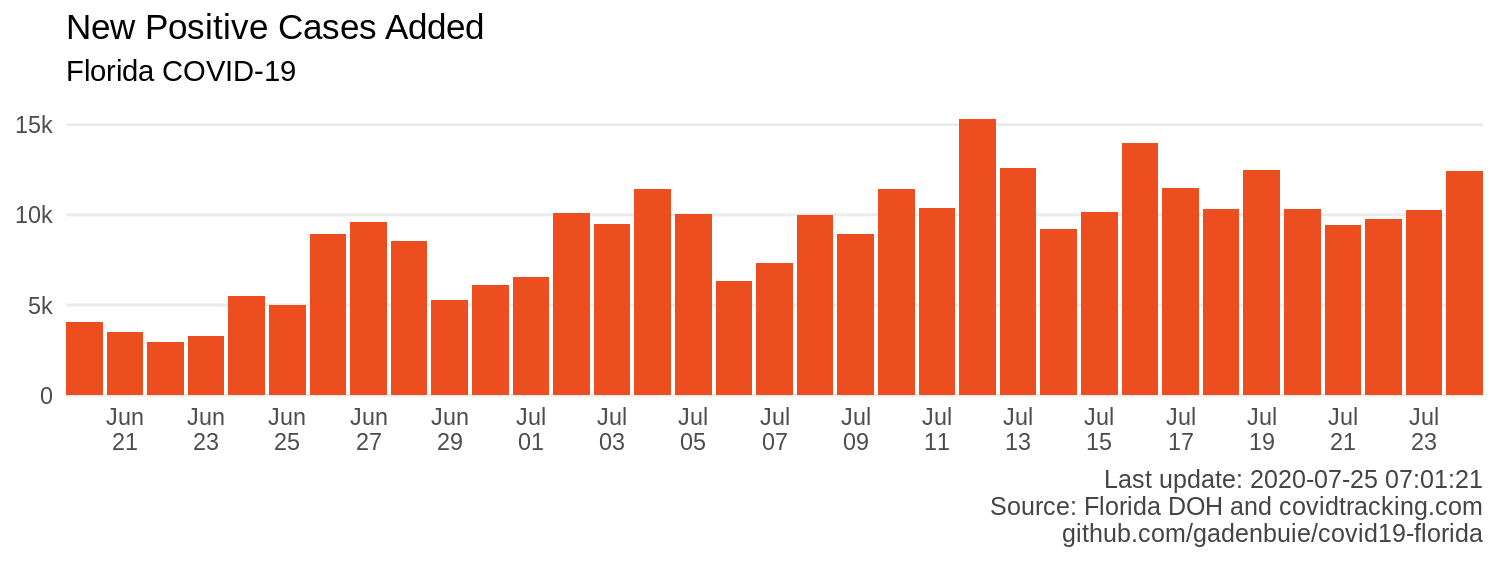 New Positive Cases Added
Florida COVID-19
15k
10k
5k
0
Jun Jun Jun Jun Jun Jul Jul Jul Jul Jul Jul Jul Jul Jul Jul Jul Jul
21 23 25 27 29 01 03 05 07 09 11 13 15 17 19 21 23
Last update: 2020-07-25 07:01:21
Source: Florida DOH and covidtracking.com
github.com/gadenbuie/covid19-florida